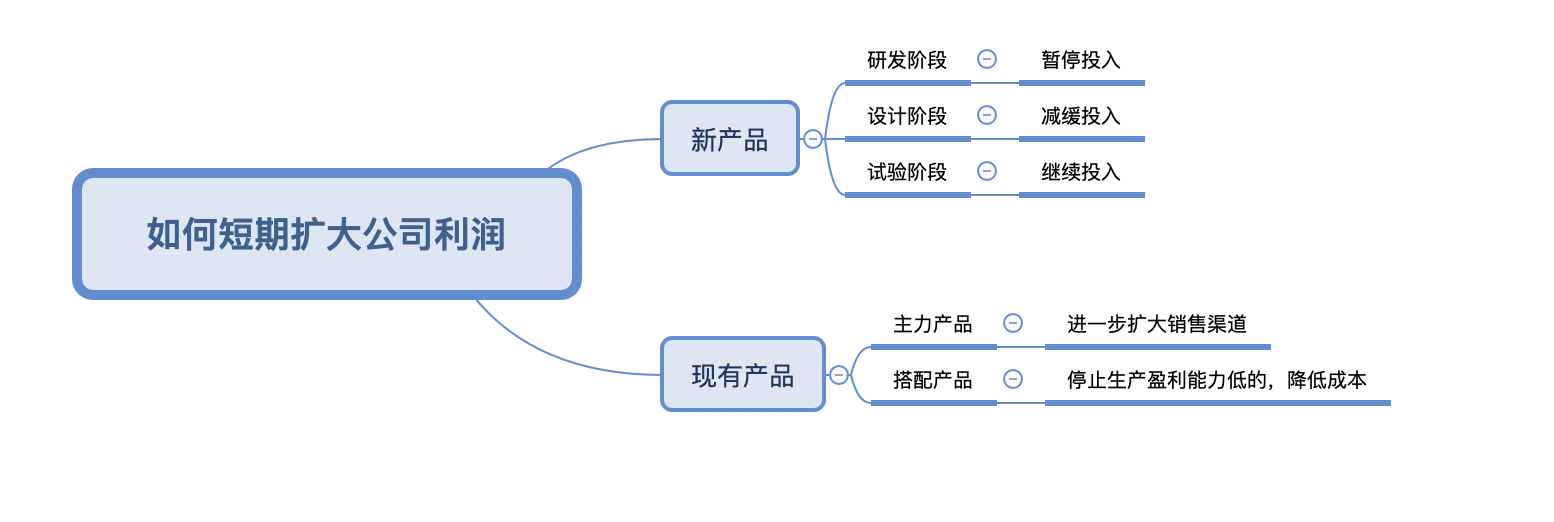 如何短期扩大公司利润
新产品
研发阶段
暂停投入
设计阶段
减缓投入
试验阶段
继续投入
现有产品
主力产品
进一步扩大销售渠道
搭配产品
停止生产盈利能力低的，降低成本